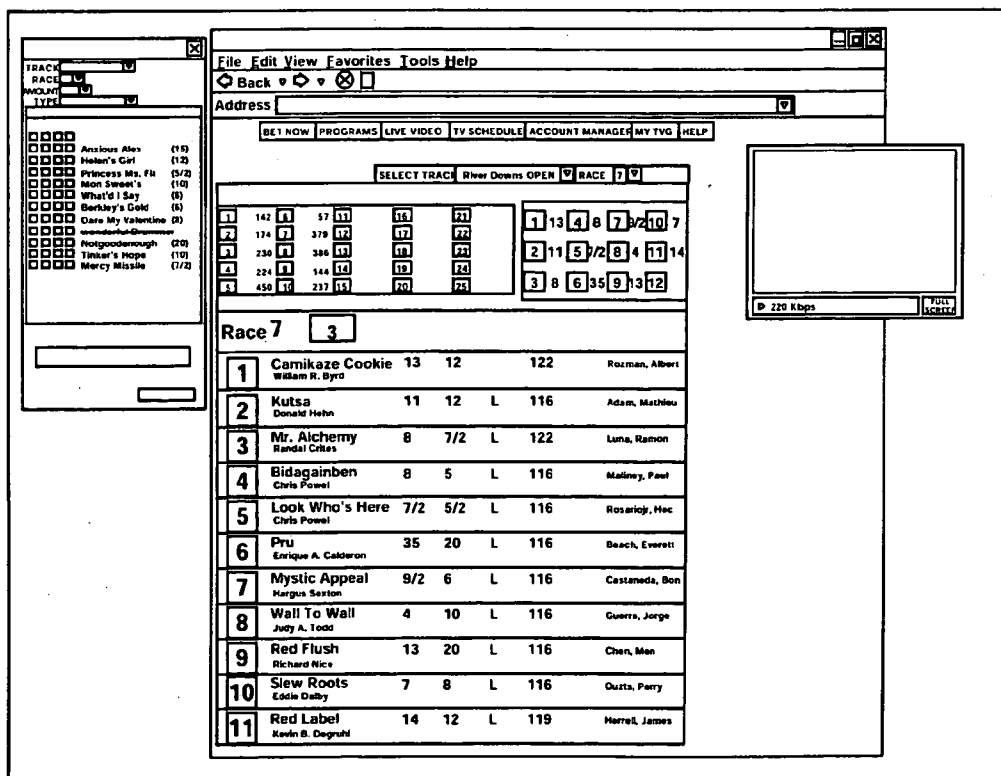 TRACK
RACE
AMOUNT
TYPE
Anxious Alex (15)
Helen's Girl (12)
Princess Ms. Fli (5/2)
Mon Sweet's (10)
What'd I Say (8)
Berkley's Gold (6)
Dare My Valentine (3)
wonderful Drummer
Notgoodenough (20)
Tinker's Hope (10)
Mercy Missile (7/2)
File Edit View Favorites Tools Help
Back
Address
BET NOW PROGRAMS LIVE VIDEO TV SCHEDULE ACCOUNT MANAGER MY TVG HELP
SELECT TRACK River Downs OPEN RACE 7
1 142 6 57 11 16 21
2 174 7 379 12 17 22
3 230 8 386 13 18 23
4 224 9 144 14 19 24
5 450 10 237 15 20 25
1 13 4 8 7 9/2 10 7
2 11 5 7/2 8 4 11 14
3 8 6 35 9 13 12
220 Kbps
FULL SCREEN
Race 7 3
1 Camikaze Cookie 13 12 122 Rozman, Albert
William R. Byrd
2 Kutsa 11 12 L 116 Adam, Mathieu
Donald Hehn
3 Mr. Alchemy 8 7/2 L 122 Luna, Ramon
Randal Crites
4 Bidagainben 8 5 L 116 Maliney, Paul
Chris Powel
5 Look Who's Here 7/2 5/2 L 116 Rosariojr, Hec
Chris Powel
6 Pru 35 20 L 116 Beach, Everett
Enrique A. Calderon
7 Mystic Appeal 9/2 6 L 116 Castaneda, Bon
Hargus Sexton
8 Wall To Wall 4 10 L 116 Guerra, Jorge
Judy A. Todd
9 Red Flush 13 20 L 116 Chen, Men
Richard Nice
10 Slew Roots 7 8 L 116 Ouzts, Perry
Eddie Dalby
11 Red Label 14 12 L 119 Herrell, James
Kevin B. Degruhl